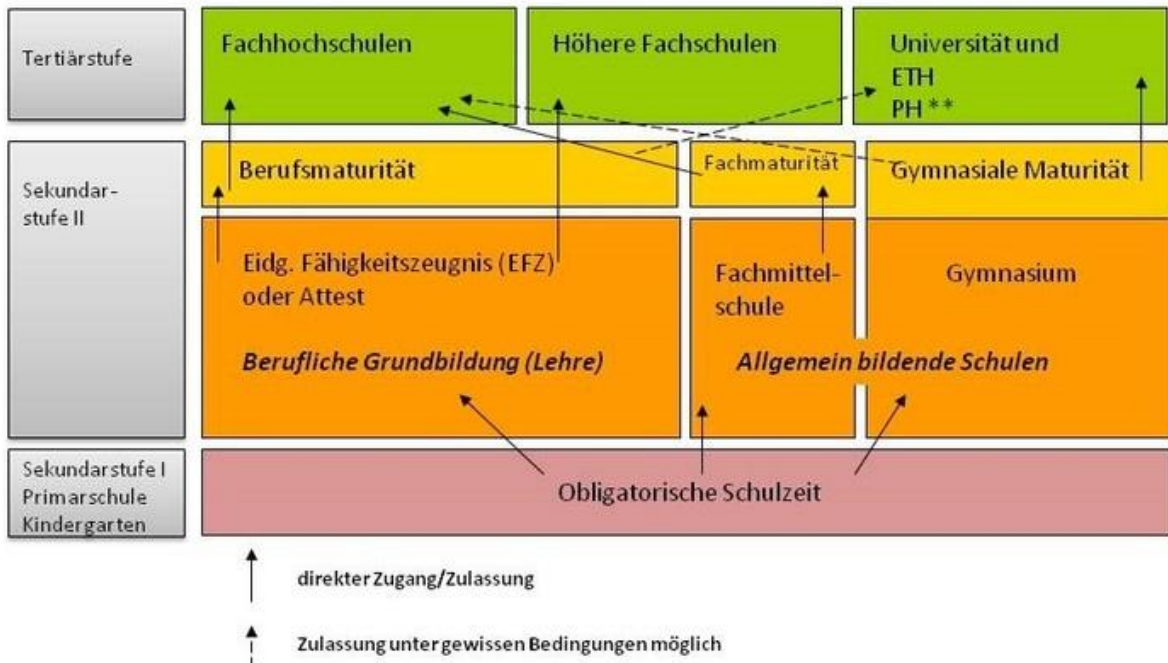 Tertiärstufe
Fachhochschulen
Höhere Fachschulen
Universität und
ETH
PH **
Sekundar-
stufe II
Berufsmaturität
Fachmaturität
Gymnasiale Maturität
Eidg. Fähigkeitszeugnis (EFZ)
oder Attest
Berufliche Grundbildung (Lehre)
Fachmittel-
schule
Gymnasium
Allgemein bildende Schulen
Sekundarstufe I
Primarschule
Kindergarten
Obligatorische Schulzeit
direkter Zugang/Zulassung
Zulassung unter gewissen Bedingungen möglich